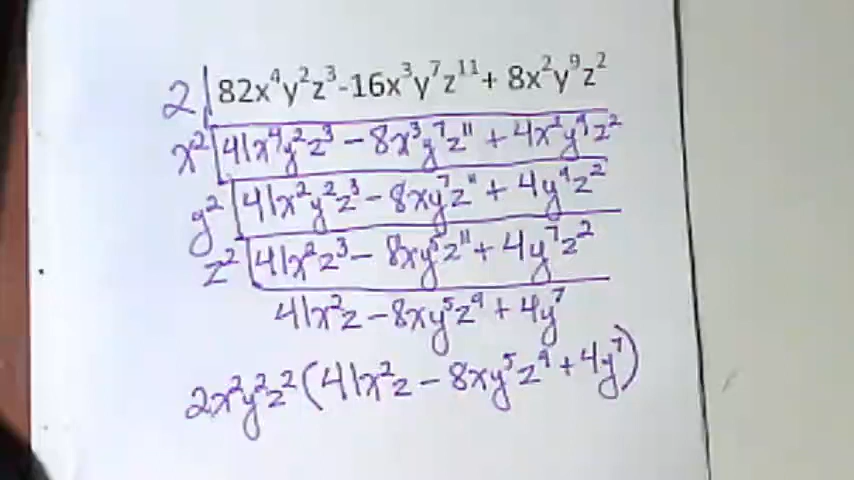 2 82x⁴y²z³-16x³y⁷z¹¹+ 8x²y⁹z²
x² 41x⁴y²z³ - 8x³y⁷z¹¹ + 4x²y⁹z²
y² 41x²y²z³ - 8xy⁷z¹¹ + 4y⁹z²
z² 41x²z³ - 8xy⁵z¹¹ + 4y⁷z²
41x²z - 8xy⁵z⁹ + 4y⁷
2x²y²z²(41x²z - 8xy⁵z⁹ + 4y⁷)